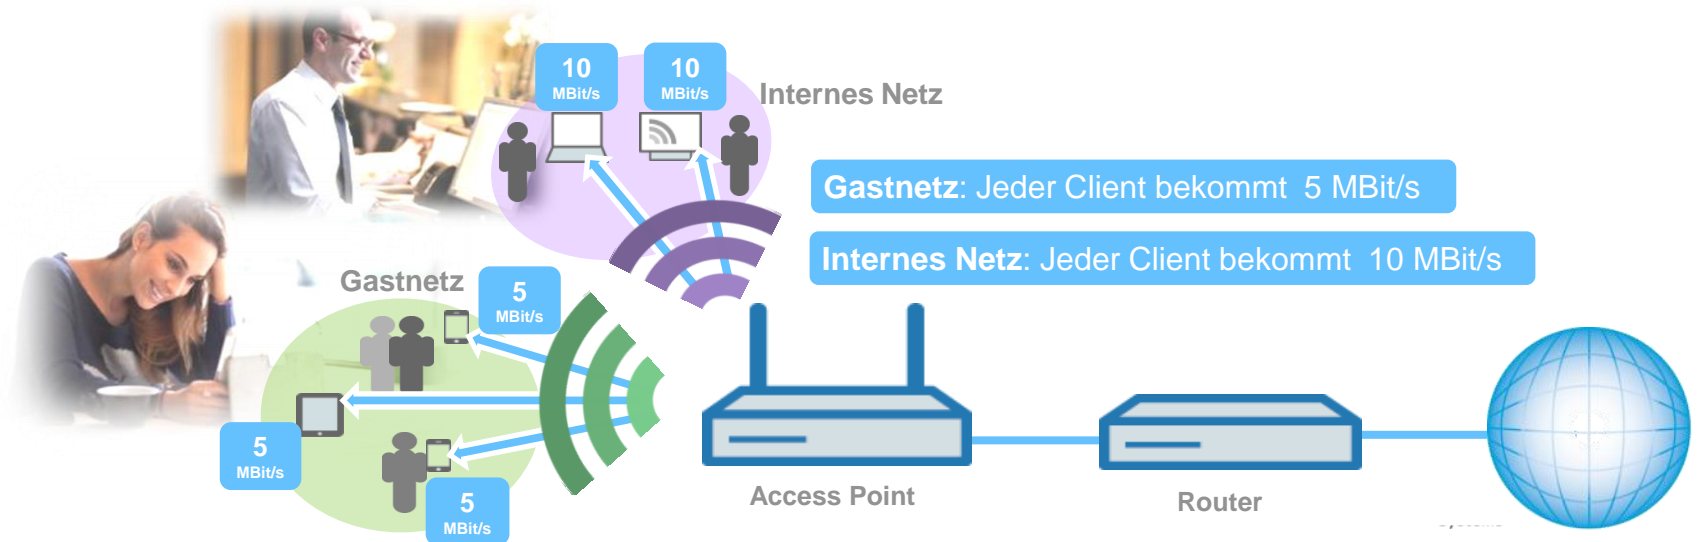 10
MBit/s
10
MBit/s
Internes Netz
Gastnetz: Jeder Client bekommt 5 MBit/s
Internes Netz: Jeder Client bekommt 10 MBit/s
Gastnetz
5
MBit/s
5
MBit/s
5
MBit/s
Access Point
Router